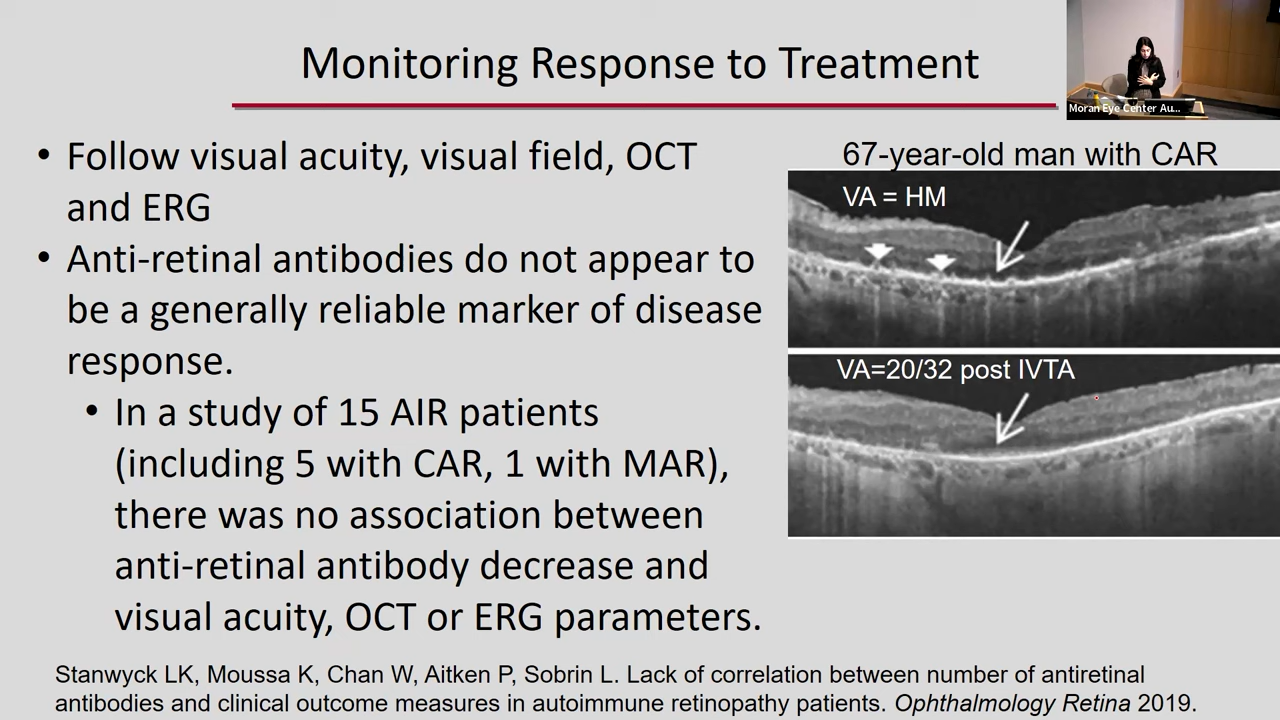 Monitoring Response to Treatment
Moran Eye Center Au...
• Follow visual acuity, visual field, OCT
and ERG
• Anti-retinal antibodies do not appear to
be a generally reliable marker of disease
response.
• In a study of 15 AIR patients
(including 5 with CAR, 1 with MAR),
there was no association between
anti-retinal antibody decrease and
visual acuity, OCT or ERG parameters.
67-year-old man with CAR
VA = HM
VA=20/32 post IVTA
Stanwyck LK, Moussa K, Chan W, Aitken P, Sobrin L. Lack of correlation between number of antiretinal
antibodies and clinical outcome measures in autoimmune retinopathy patients. Ophthalmology Retina 2019.